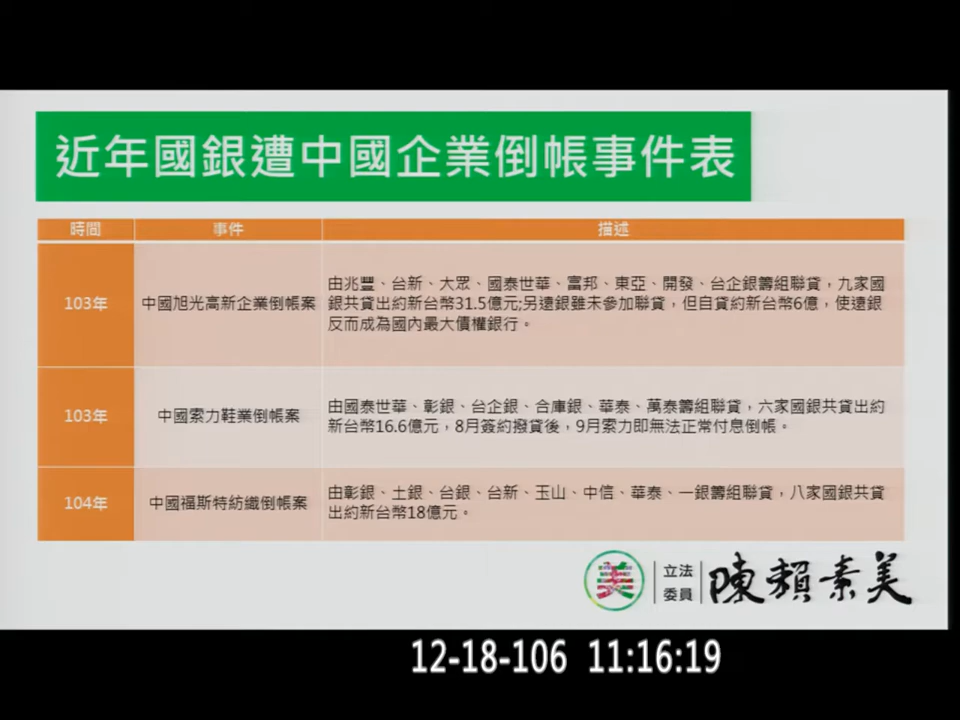 近年國銀遭中國企業倒帳事件表
時間 事件 描述
103年 中國旭光高新企業倒帳案
由兆豐、台新、大眾、國泰世華、富邦、東亞、開發、台企銀籌組聯貸，九家國
銀共貸出約新台幣31.5億元;另遠銀雖未參加聯貸，但自貸約新台幣6億，使遠銀
反而成為國內最大債權銀行。
103年 中國索力鞋業倒帳案
由國泰世華、彰銀、台企銀、合庫銀、華泰、萬泰籌組聯貸，六家國銀共貸出約
新台幣16.6億元，8月簽約撥貸後，9月索力即無法正常付息倒帳。
104年 中國福斯特紡織倒帳案
由彰銀、土銀、台銀、台新、玉山、中信、華泰、一銀籌組聯貸，八家國銀共貸
出約新台幣18億元。
立法
委員
陳賴素美
12-18-106 11:16:19